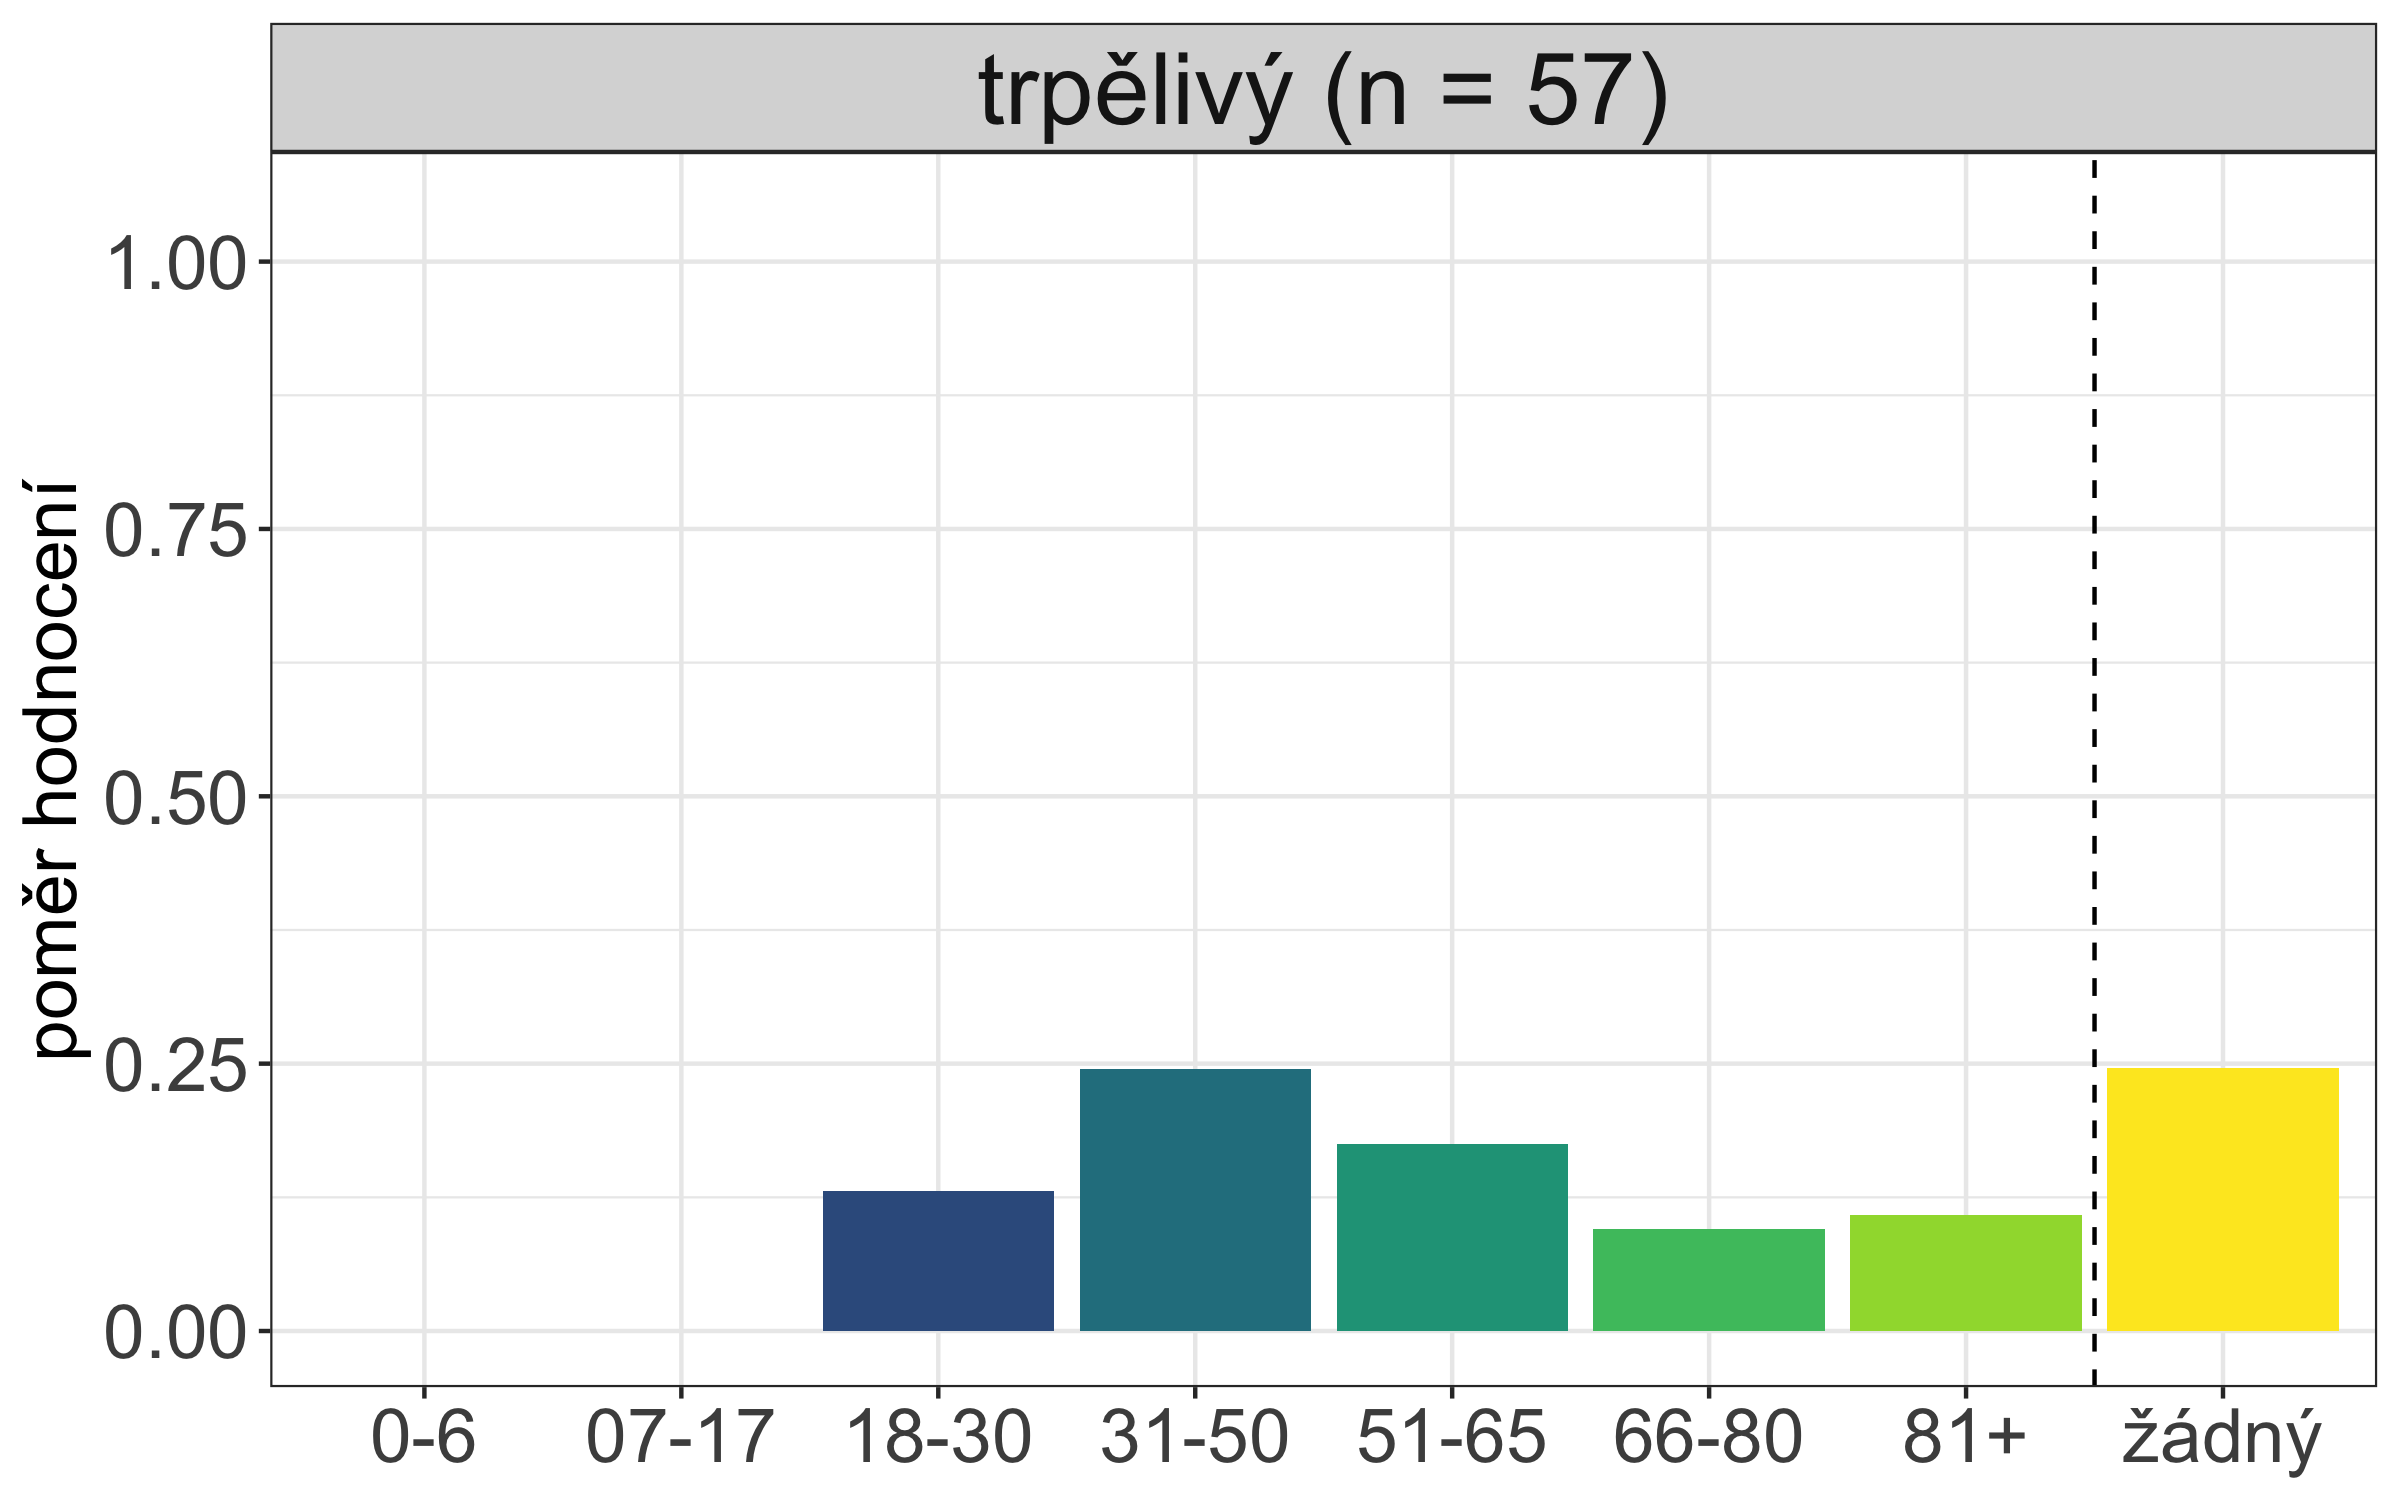 trpělivý (n = 57)
poměr hodnocení
1.00
0.75
0.50
0.25
0.00
0-6 07-17 18-30 31-50 51-65 66-80 81+ žádný